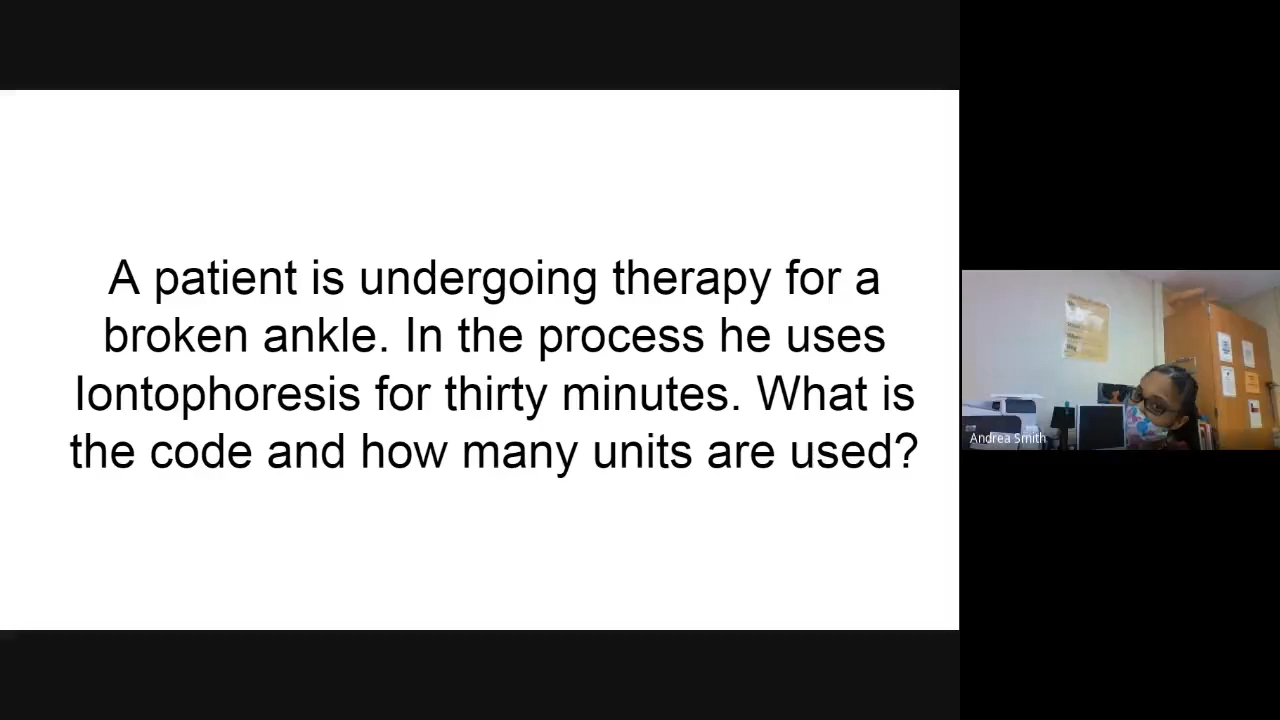 A patient is undergoing therapy for a
broken ankle. In the process he uses
Iontophoresis for thirty minutes. What is
the code and how many units are used?
Andrea Smith